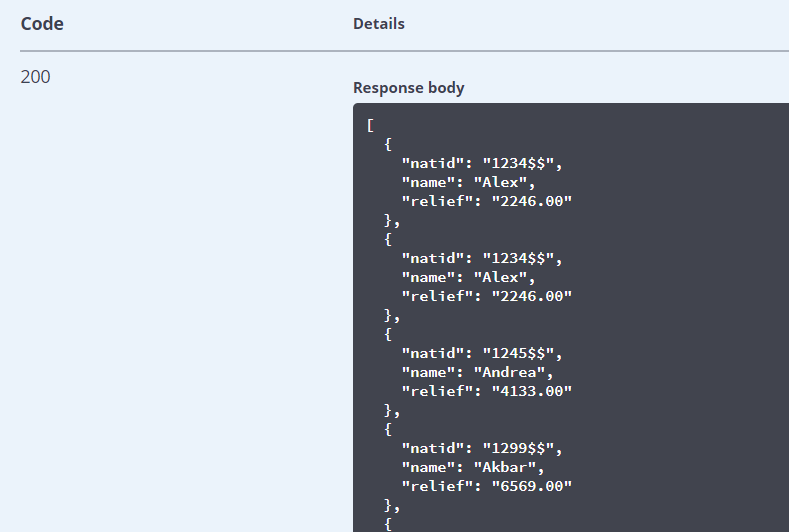 Code Details
200
Response body
[
{
"natid": "1234$$",
"name": "Alex",
"relief": "2246.00"
},
{
"natid": "1234$$",
"name": "Alex",
"relief": "2246.00"
},
{
"natid": "1245$$",
"name": "Andrea",
"relief": "4133.00"
},
{
"natid": "1299$$",
"name": "Akbar",
"relief": "6569.00"
},
{